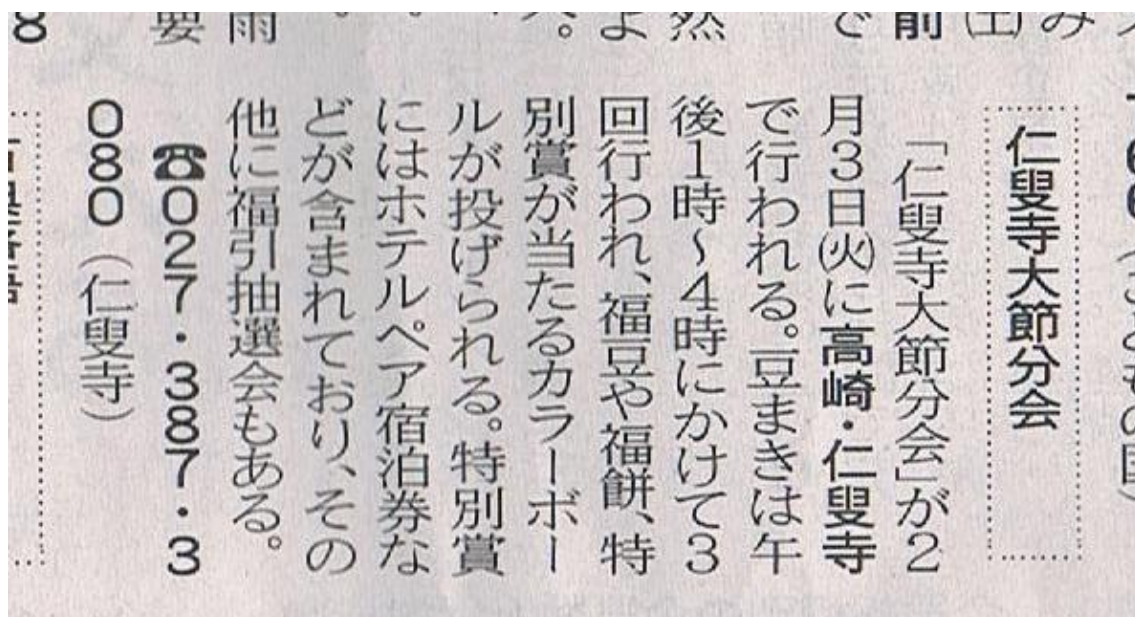 仁叟寺大節分会
「仁叟寺大節分会」が2
月3日㈫に高崎・仁叟寺
で行われる。豆まきは午
後1時～4時にかけて3
回行われ、福豆や福餅、特
別賞が当たるカラーボー
ルが投げられる。特別賞
にはホテルペア宿泊券な
どが含まれており、その
他に福引抽選会もある。
☎027・387・3
080（仁叟寺）